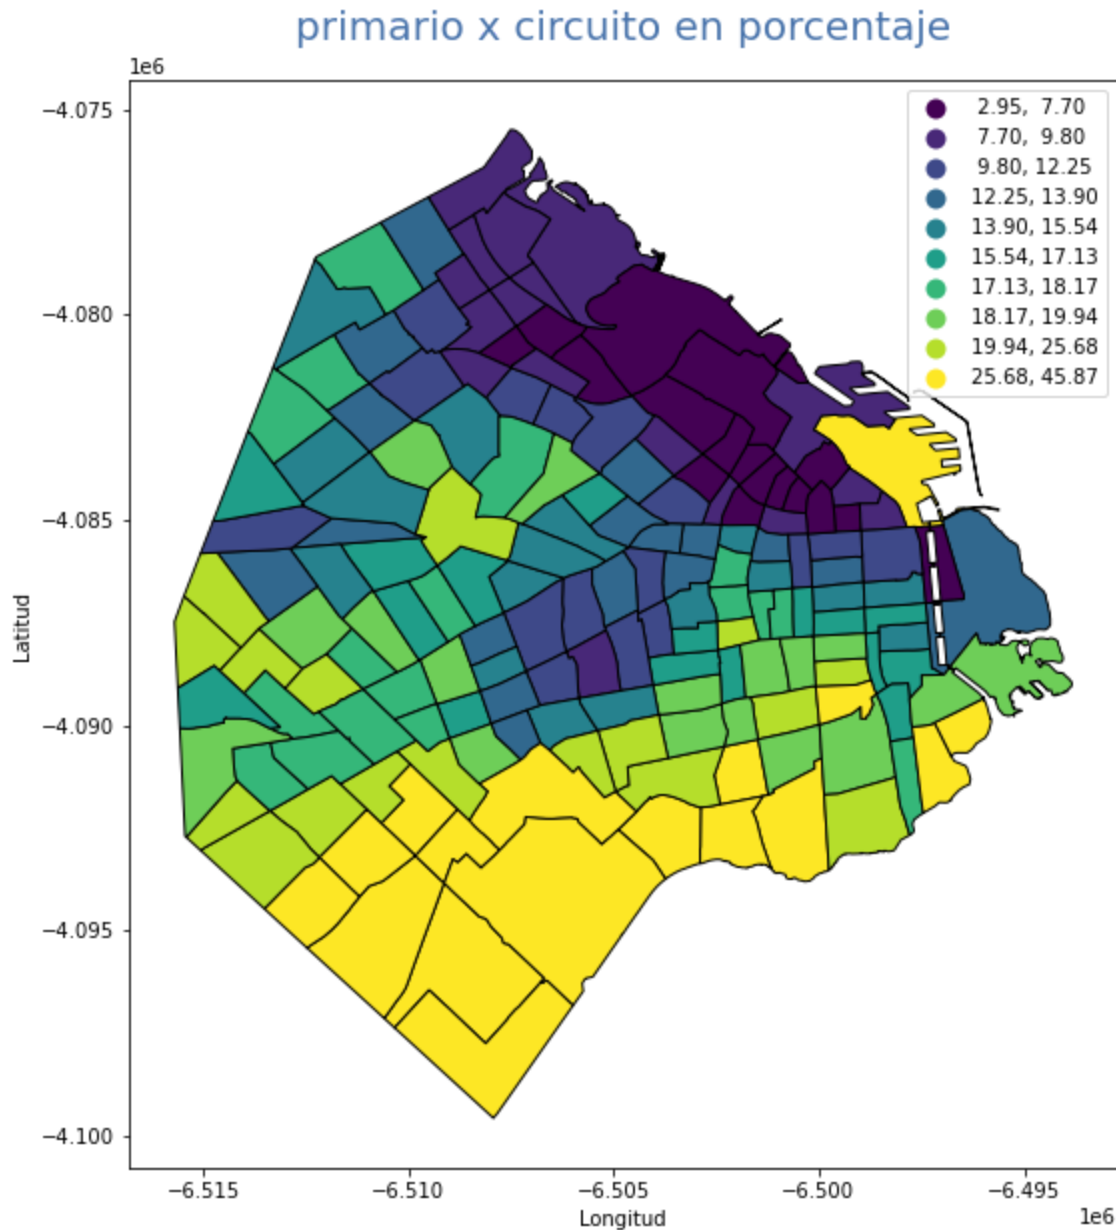 primario x circuito en porcentaje
1e6
−4.075
−4.080
−4.085
−4.090
−4.095
−4.100
Latitud
2.95, 7.70
7.70, 9.80
9.80, 12.25
12.25, 13.90
13.90, 15.54
15.54, 17.13
17.13, 18.17
18.17, 19.94
19.94, 25.68
25.68, 45.87
−6.515 −6.510 −6.505 −6.500 −6.495
Longitud
1e6